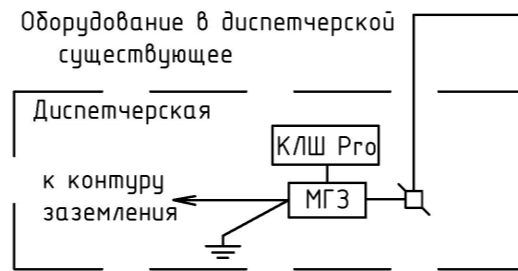 Оборудование в диспетчерской
существующее
Диспетчерская
КЛШ Pro
к контуру
заземления
МГЗ